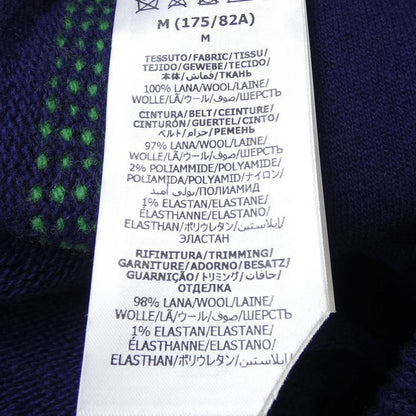 M (175/82A)
M
TESSUTO/FABRIC/TISSU/
TEJIDO/GEWEBE/TECIDO/
本体/قماش/ТКАНЬ
100% LANA/WOOL/LAINE/
WOLLE/LÃ/ウール/صوف/ШЕРСТЬ
CINTURA/BELT/CEINTURE/
CINTURÓN/GUERTEL/CINTO/
ベルト/حزام/РЕМЕНЬ
97% LANA/WOOL/LAINE/
WOLLE/LÃ/ウール/صوف/ШЕРСТЬ
2% POLIAMMIDE/POLYAMIDE/
POLIAMIDA/POLYAMID/ナイロン/
POLIAMIDA/بولي أميد/ПОЛИАМИД
1% ELASTAN/ELASTANE/
ELASTHANNE/ELASTANO/
ELASTHAN/ポリウレタン/إيلاستين/
ЭЛАСТАН
RIFINITURA/TRIMMING/
GARNITURE/ADORNO/BESATZ/
GUARNIÇÃO/トリミング/حافات/
ОТДЕЛКА
98% LANA/WOOL/LAINE/
WOLLE/LÃ/ウール/صوف/ШЕРСТЬ
1% ELASTAN/ELASTANE/
ELASTHANNE/ELASTANO/
ELASTHAN/ポリウレタン/إيلاستين/